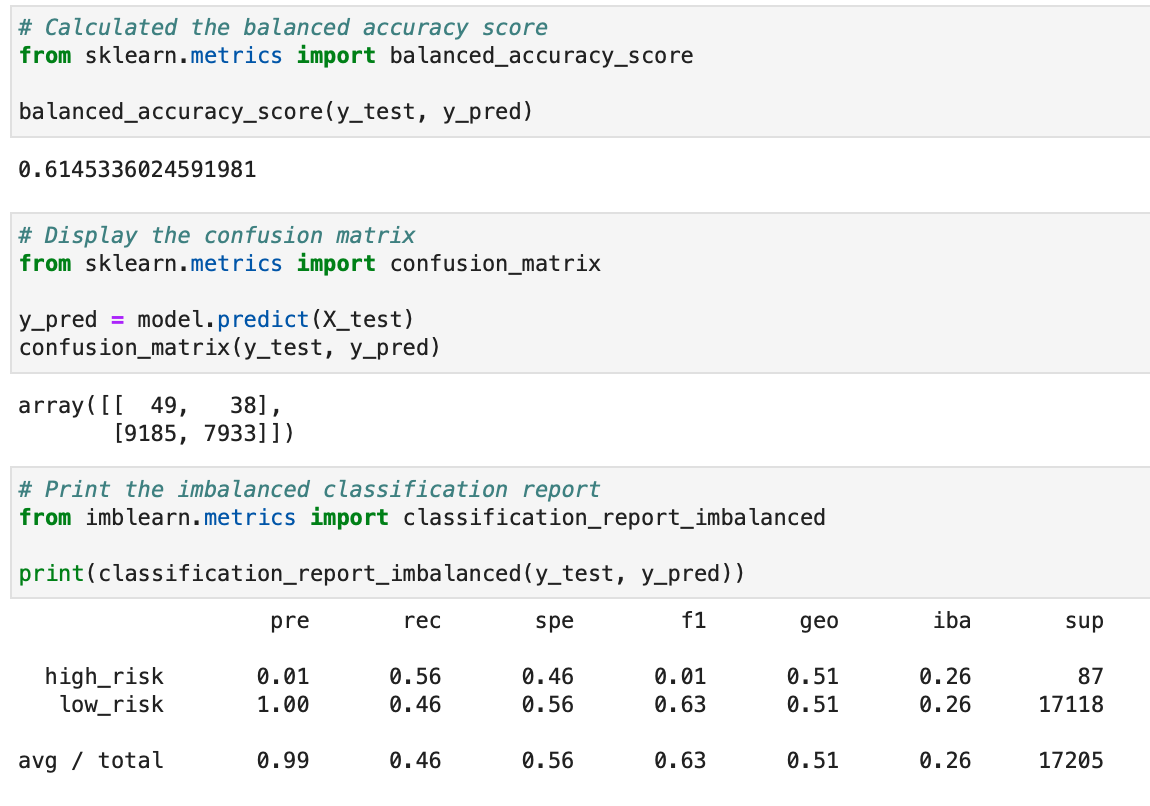 # Calculated the balanced accuracy score
from sklearn.metrics import balanced_accuracy_score
balanced_accuracy_score(y_test, y_pred)
0.6145336024591981
# Display the confusion matrix
from sklearn.metrics import confusion_matrix
y_pred = model.predict(X_test)
confusion_matrix(y_test, y_pred)
array([[  49,   38],
       [9185, 7933]])
# Print the imbalanced classification report
from imblearn.metrics import classification_report_imbalanced
print(classification_report_imbalanced(y_test, y_pred))
                   pre       rec       spe        f1       geo       iba       sup
  high_risk       0.01      0.56      0.46      0.01      0.51      0.26        87
   low_risk       1.00      0.46      0.56      0.63      0.51      0.26     17118
avg / total       0.99      0.46      0.56      0.63      0.51      0.26     17205